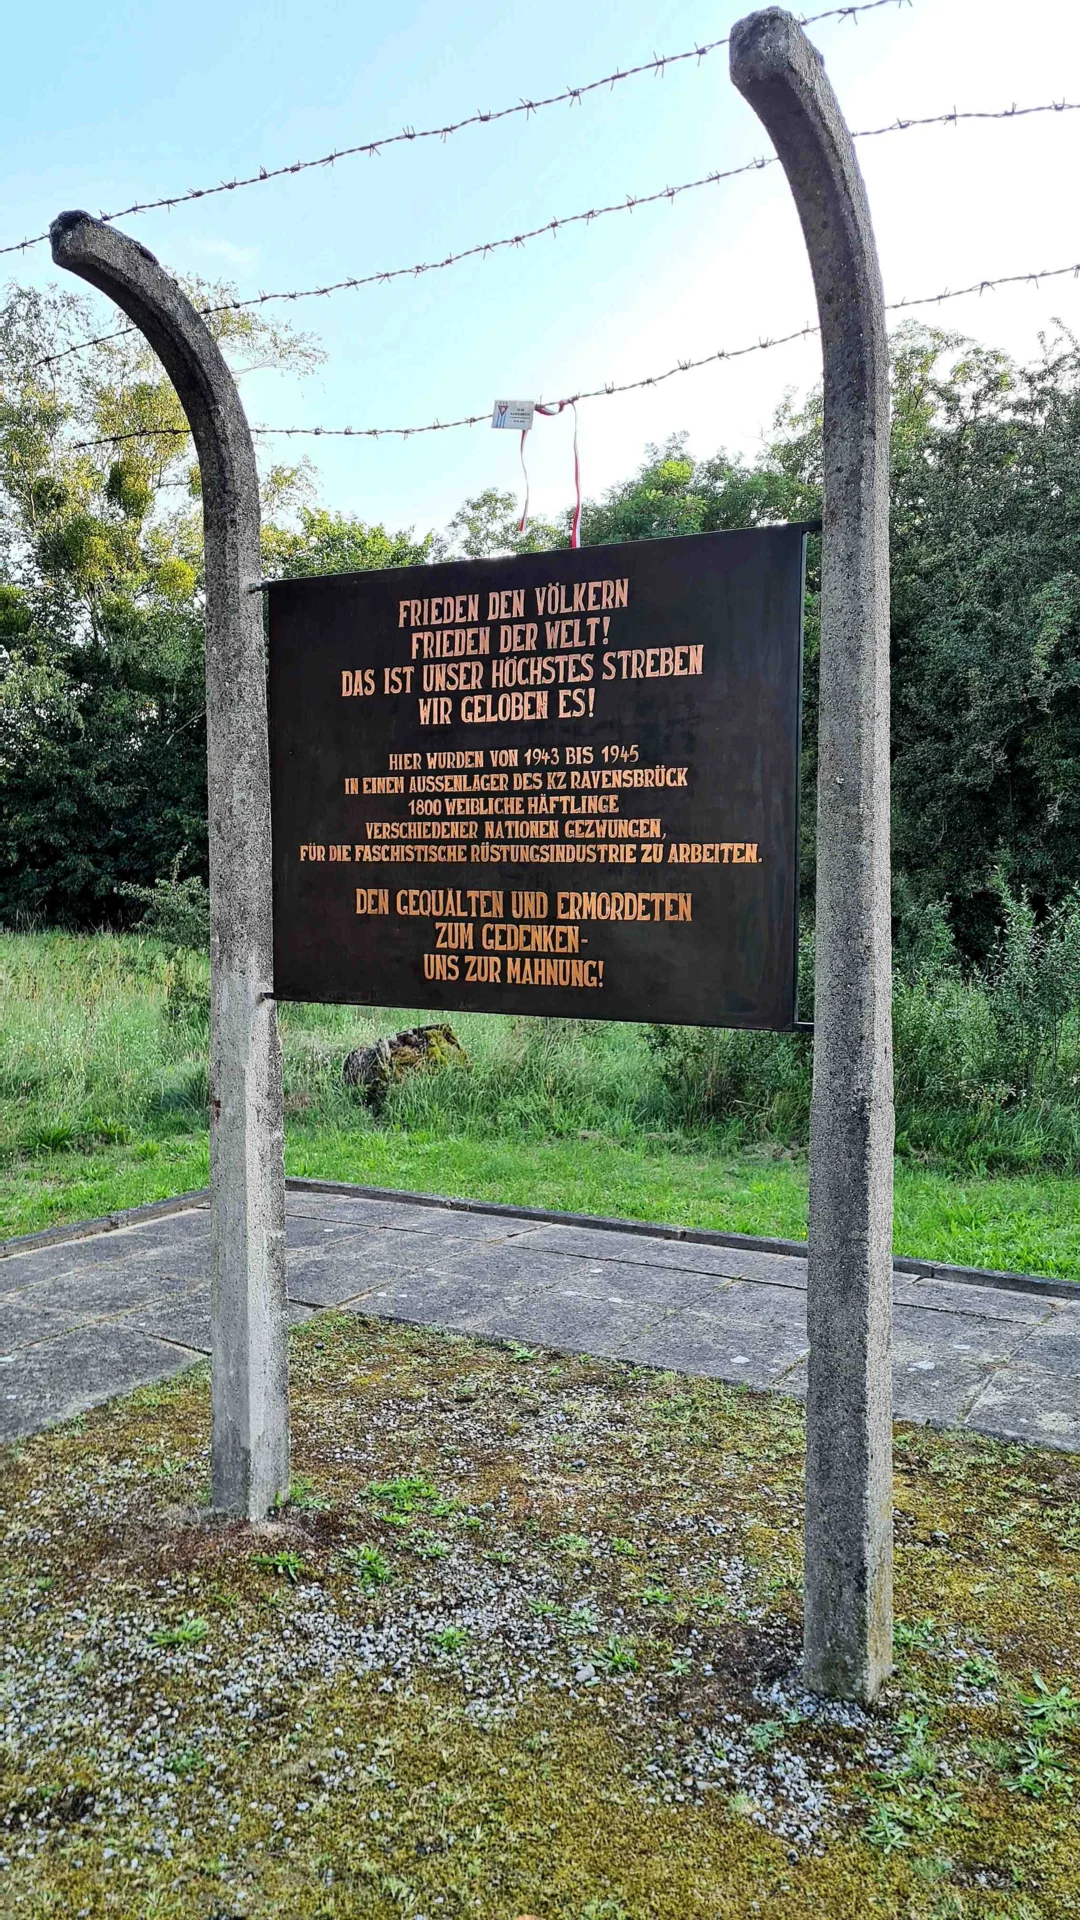 FRIEDEN DEN VÖLKERN
FRIEDEN DER WELT!
DAS IST UNSER HÖCHSTES STREBEN
WIR GELOBEN ES!
HIER WURDEN VON 1943 BIS 1945
IN EINEM AUSSENLAGER DES KZ RAVENSBRÜCK
1800 WEIBLICHE HÄFTLINGE
VERSCHIEDENER NATIONEN GEZWUNGEN,
FÜR DIE FASCHISTISCHE RÜSTUNGSINDUSTRIE ZU ARBEITEN.
DEN GEQUÄLTEN UND ERMORDETEN
ZUM GEDENKEN-
UNS ZUR MAHNUNG!